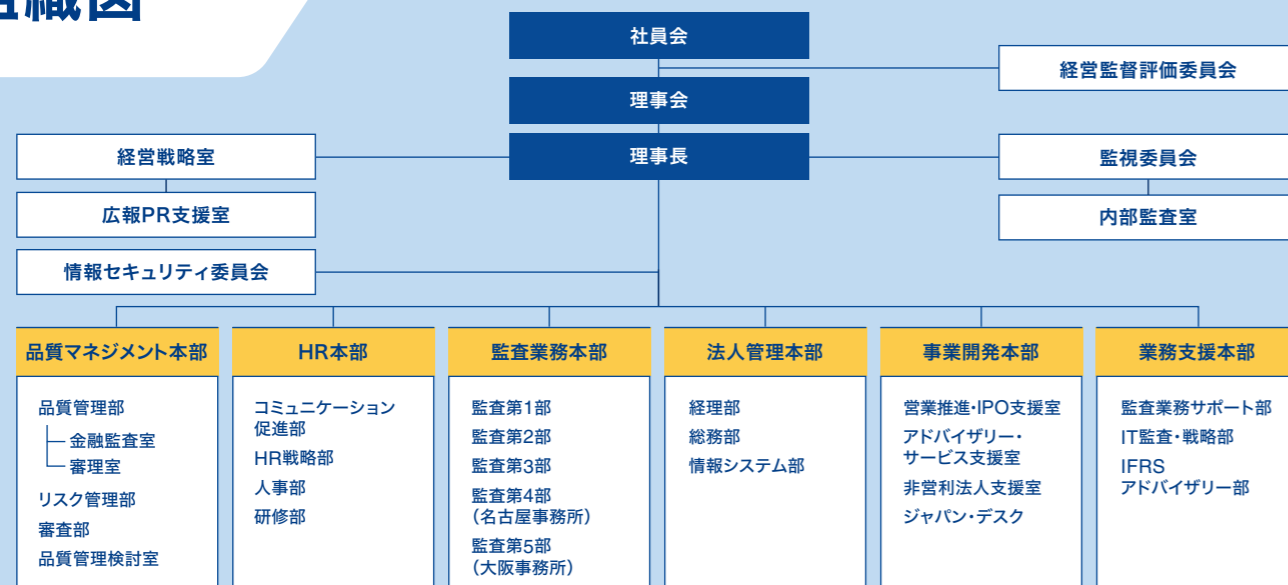 組織図
社員会
経営監督評価委員会
理事会
経営戦略室
理事長
監視委員会
広報PR支援室
内部監査室
情報セキュリティ委員会
品質マネジメント本部
品質管理部
金融監査室
審理室
リスク管理部
審査部
品質管理検討室
HR本部
コミュニケーション
促進部
HR戦略部
人事部
研修部
監査業務本部
監査第1部
監査第2部
監査第3部
監査第4部
（名古屋事務所）
監査第5部
（大阪事務所）
法人管理本部
経理部
総務部
情報システム部
事業開発本部
営業推進・IPO支援室
アドバイザリー・
サービス支援室
非営利法人支援室
ジャパン・デスク
業務支援本部
監査業務サポート部
IT監査・戦略部
IFRS
アドバイザリー部